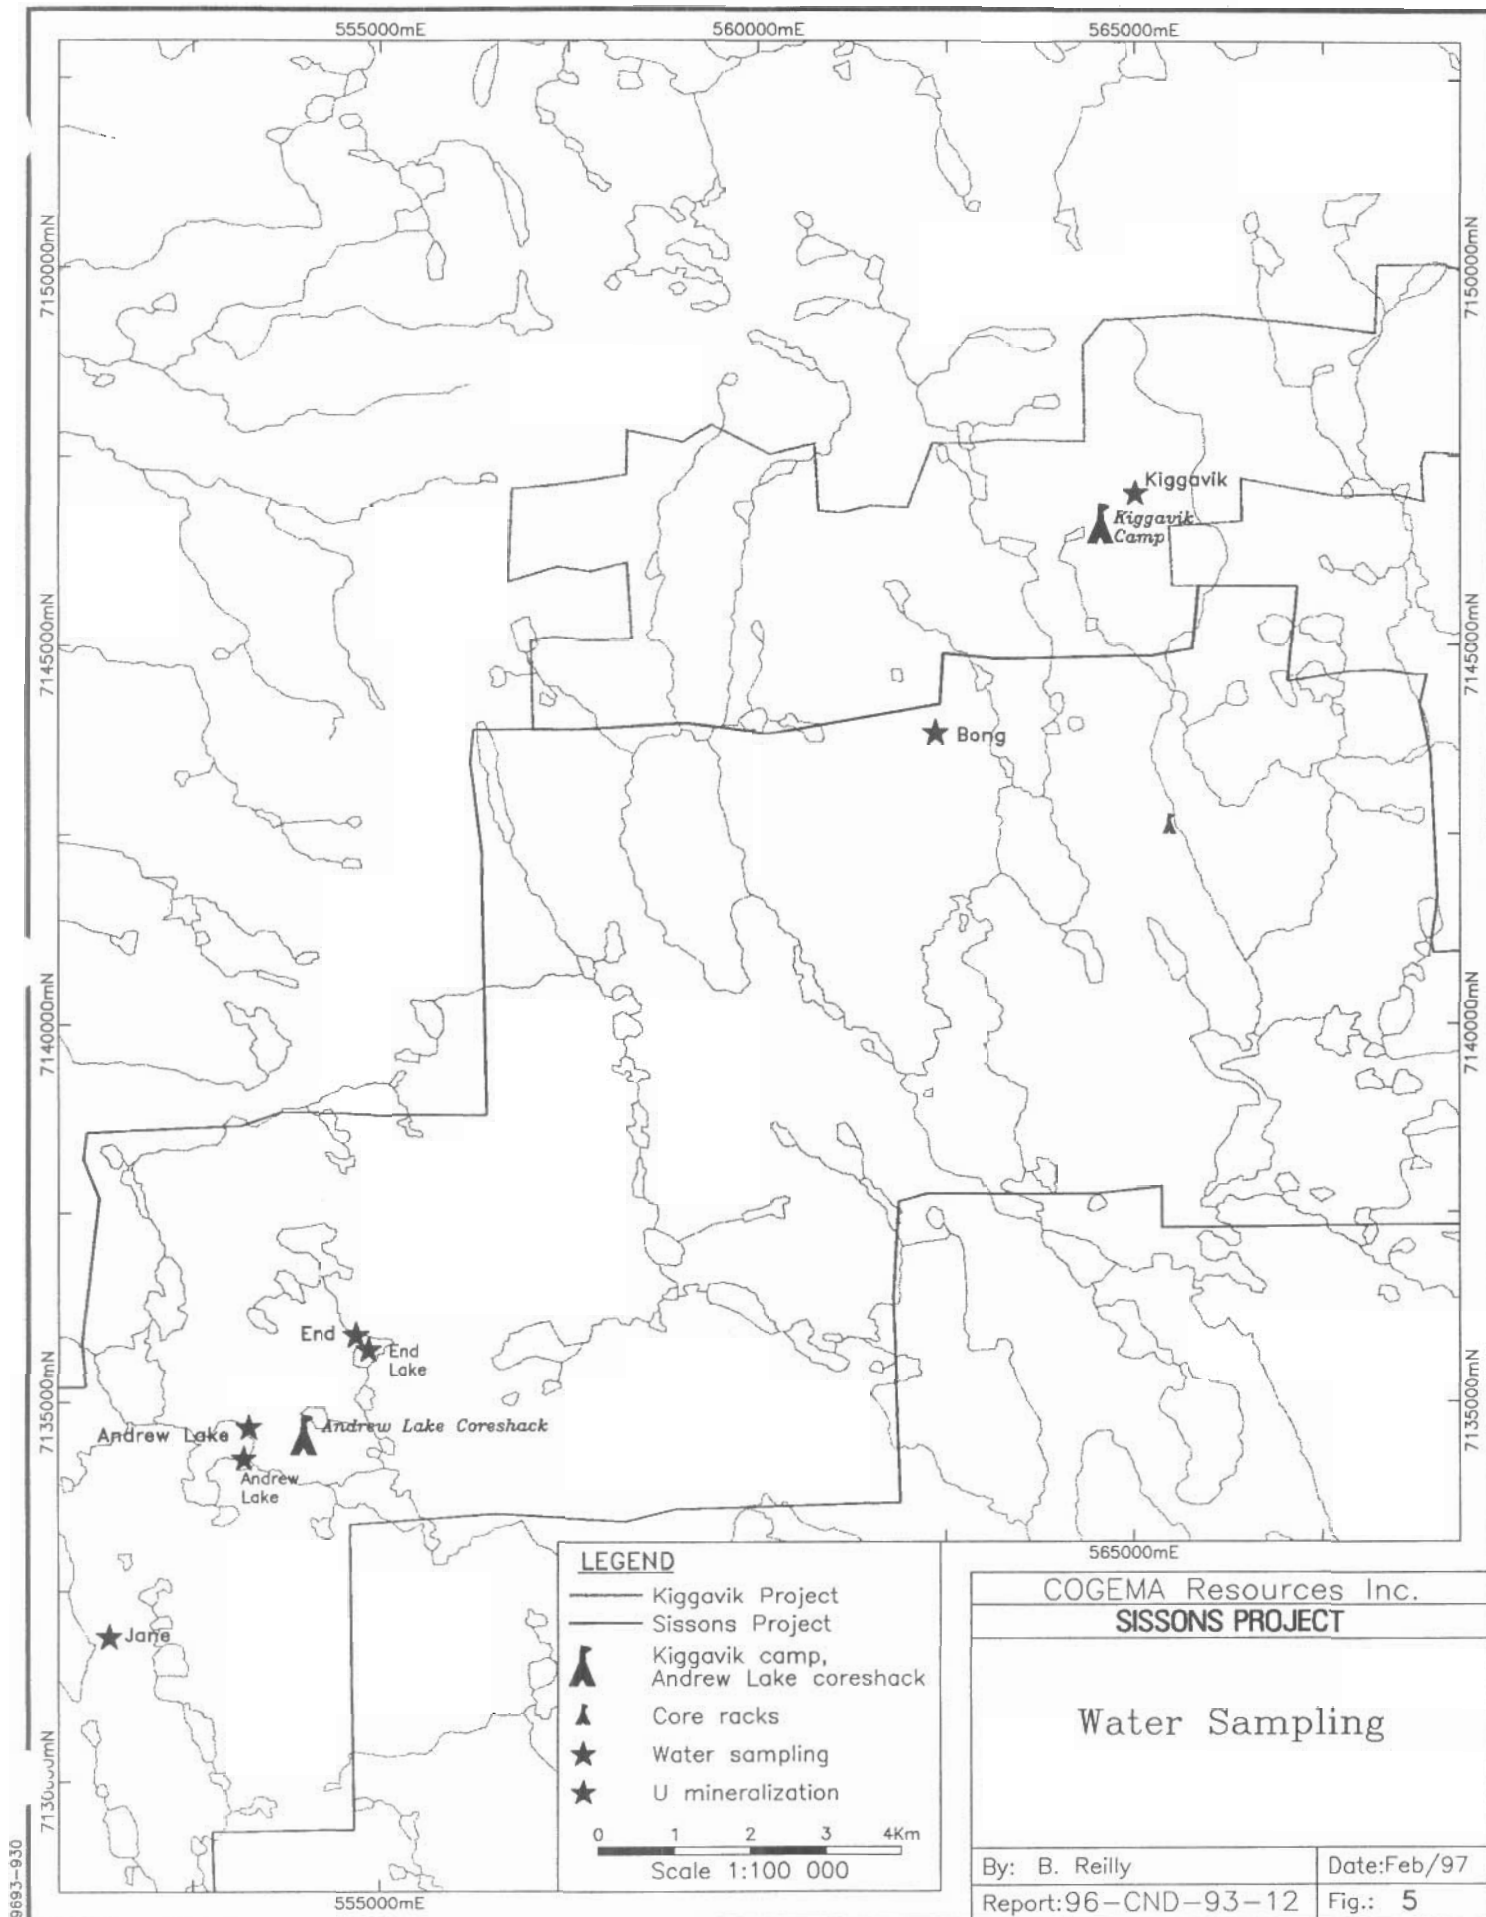 555000mE
560000mE
565000mE
7150000mN
7150000mN
Kiggavik
Kiggavik
Camp
7145000mN
7145000mN
Bong
7140000mN
7140000mN
End
End
Lake
7135000mN
7135000mN
Andrew Lake
Andrew Lake Coreshack
Andrew
Lake
565000mE
Jane
7130000mN
555000mE
9693-930
LEGEND
Kiggavik Project
Sissons Project
Kiggavik camp,
Andrew Lake coreshack
Core racks
Water sampling
U mineralization
0 1 2 3 4Km
Scale 1:100 000
COGEMA Resources Inc.
SISSONS PROJECT
Water Sampling
By: B. Reilly
Date:Feb/97
Report:96-CND-93-12
Fig.: 5